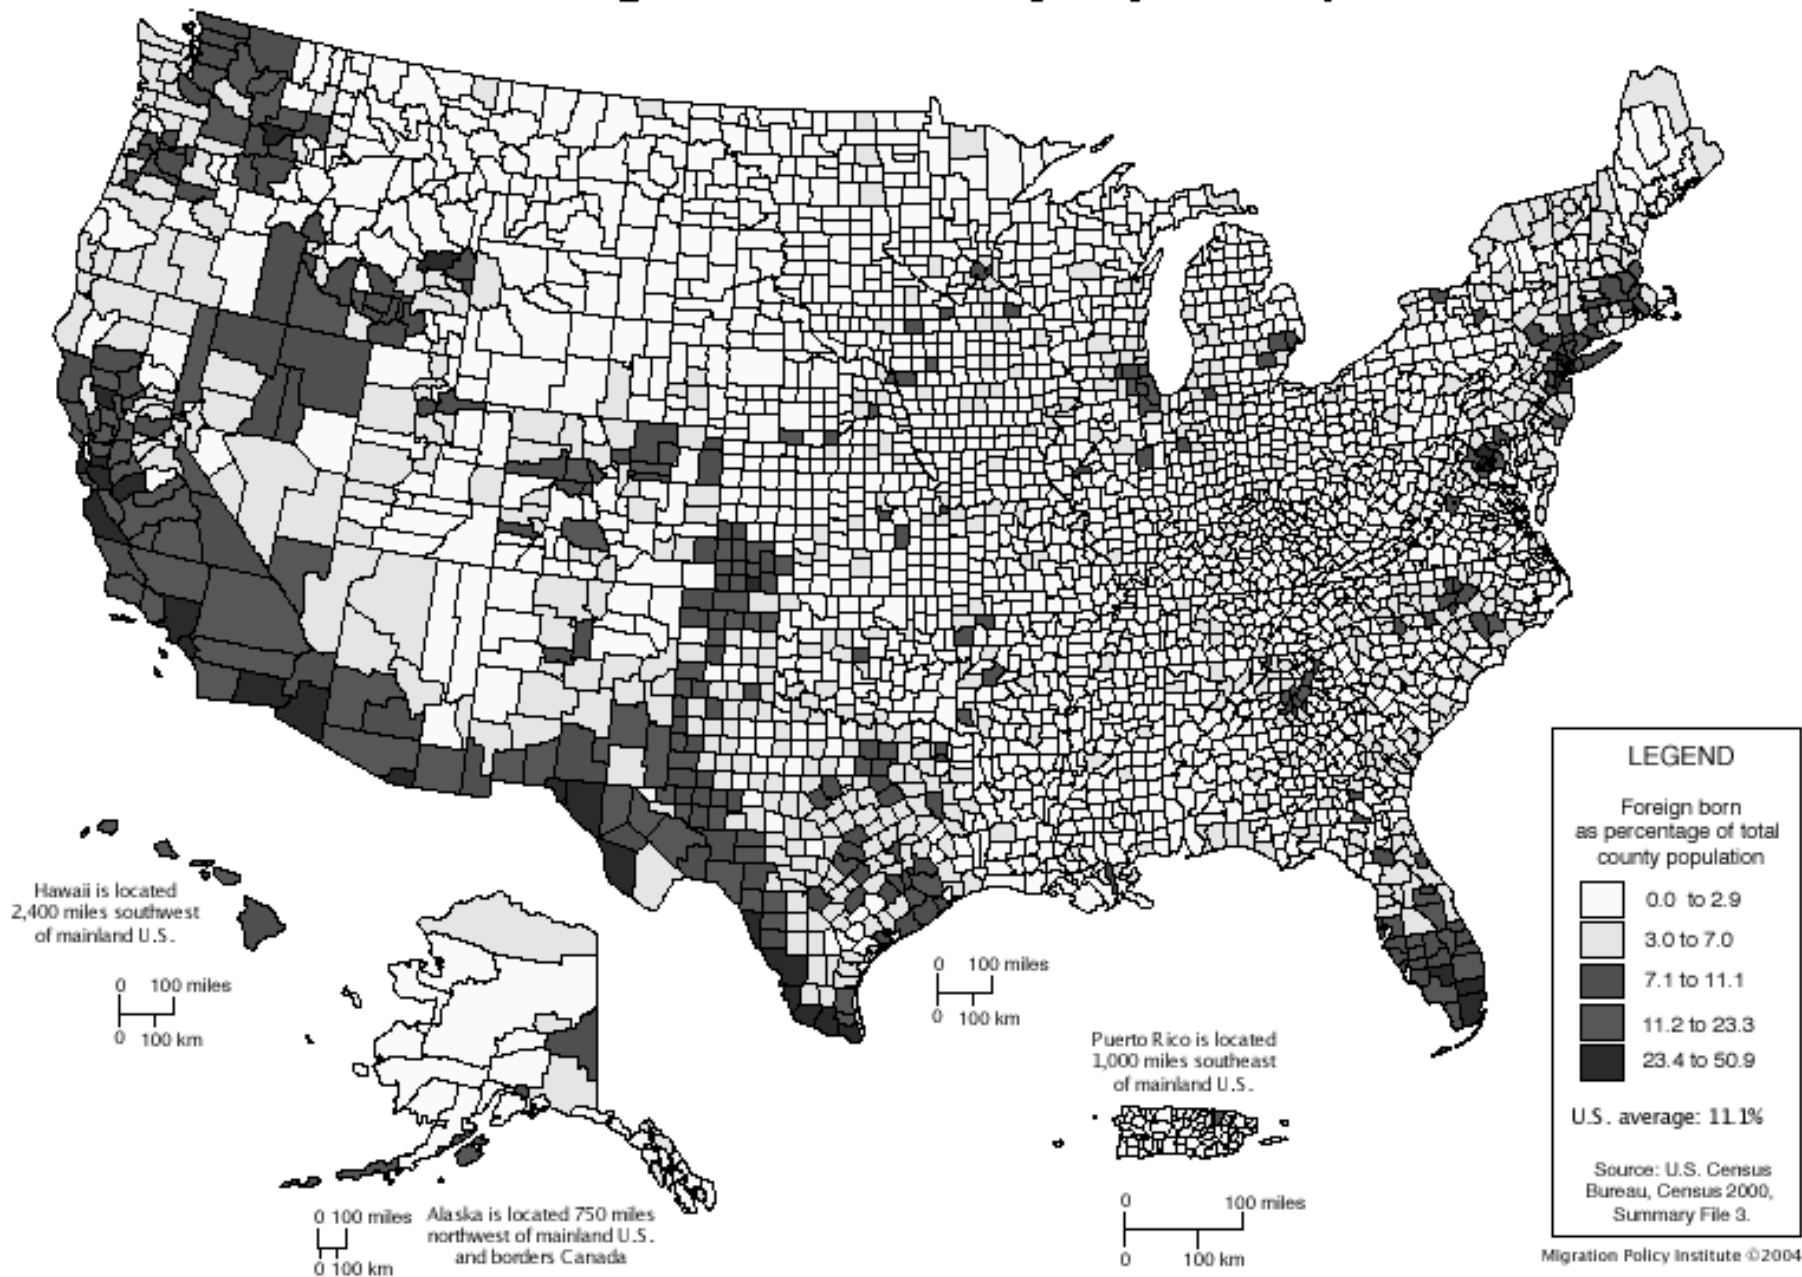 LEGEND
Foreign born
as percentage of total
county population
0.0 to 2.9
3.0 to 7.0
7.1 to 11.1
11.2 to 23.3
23.4 to 50.9
U.S. average: 11.1%
Source: U.S. Census
Bureau, Census 2000,
Summary File 3.
Migration Policy Institute ©2004
Hawaii is located
2,400 miles southwest
of mainland U.S.
0 100 miles
0 100 km
0 100 miles
0 100 km
Alaska is located 750 miles
northwest of mainland U.S.
and borders Canada
0 100 miles
0 100 km
Puerto Rico is located
1,000 miles southeast
of mainland U.S.
0 100 miles
0 100 km